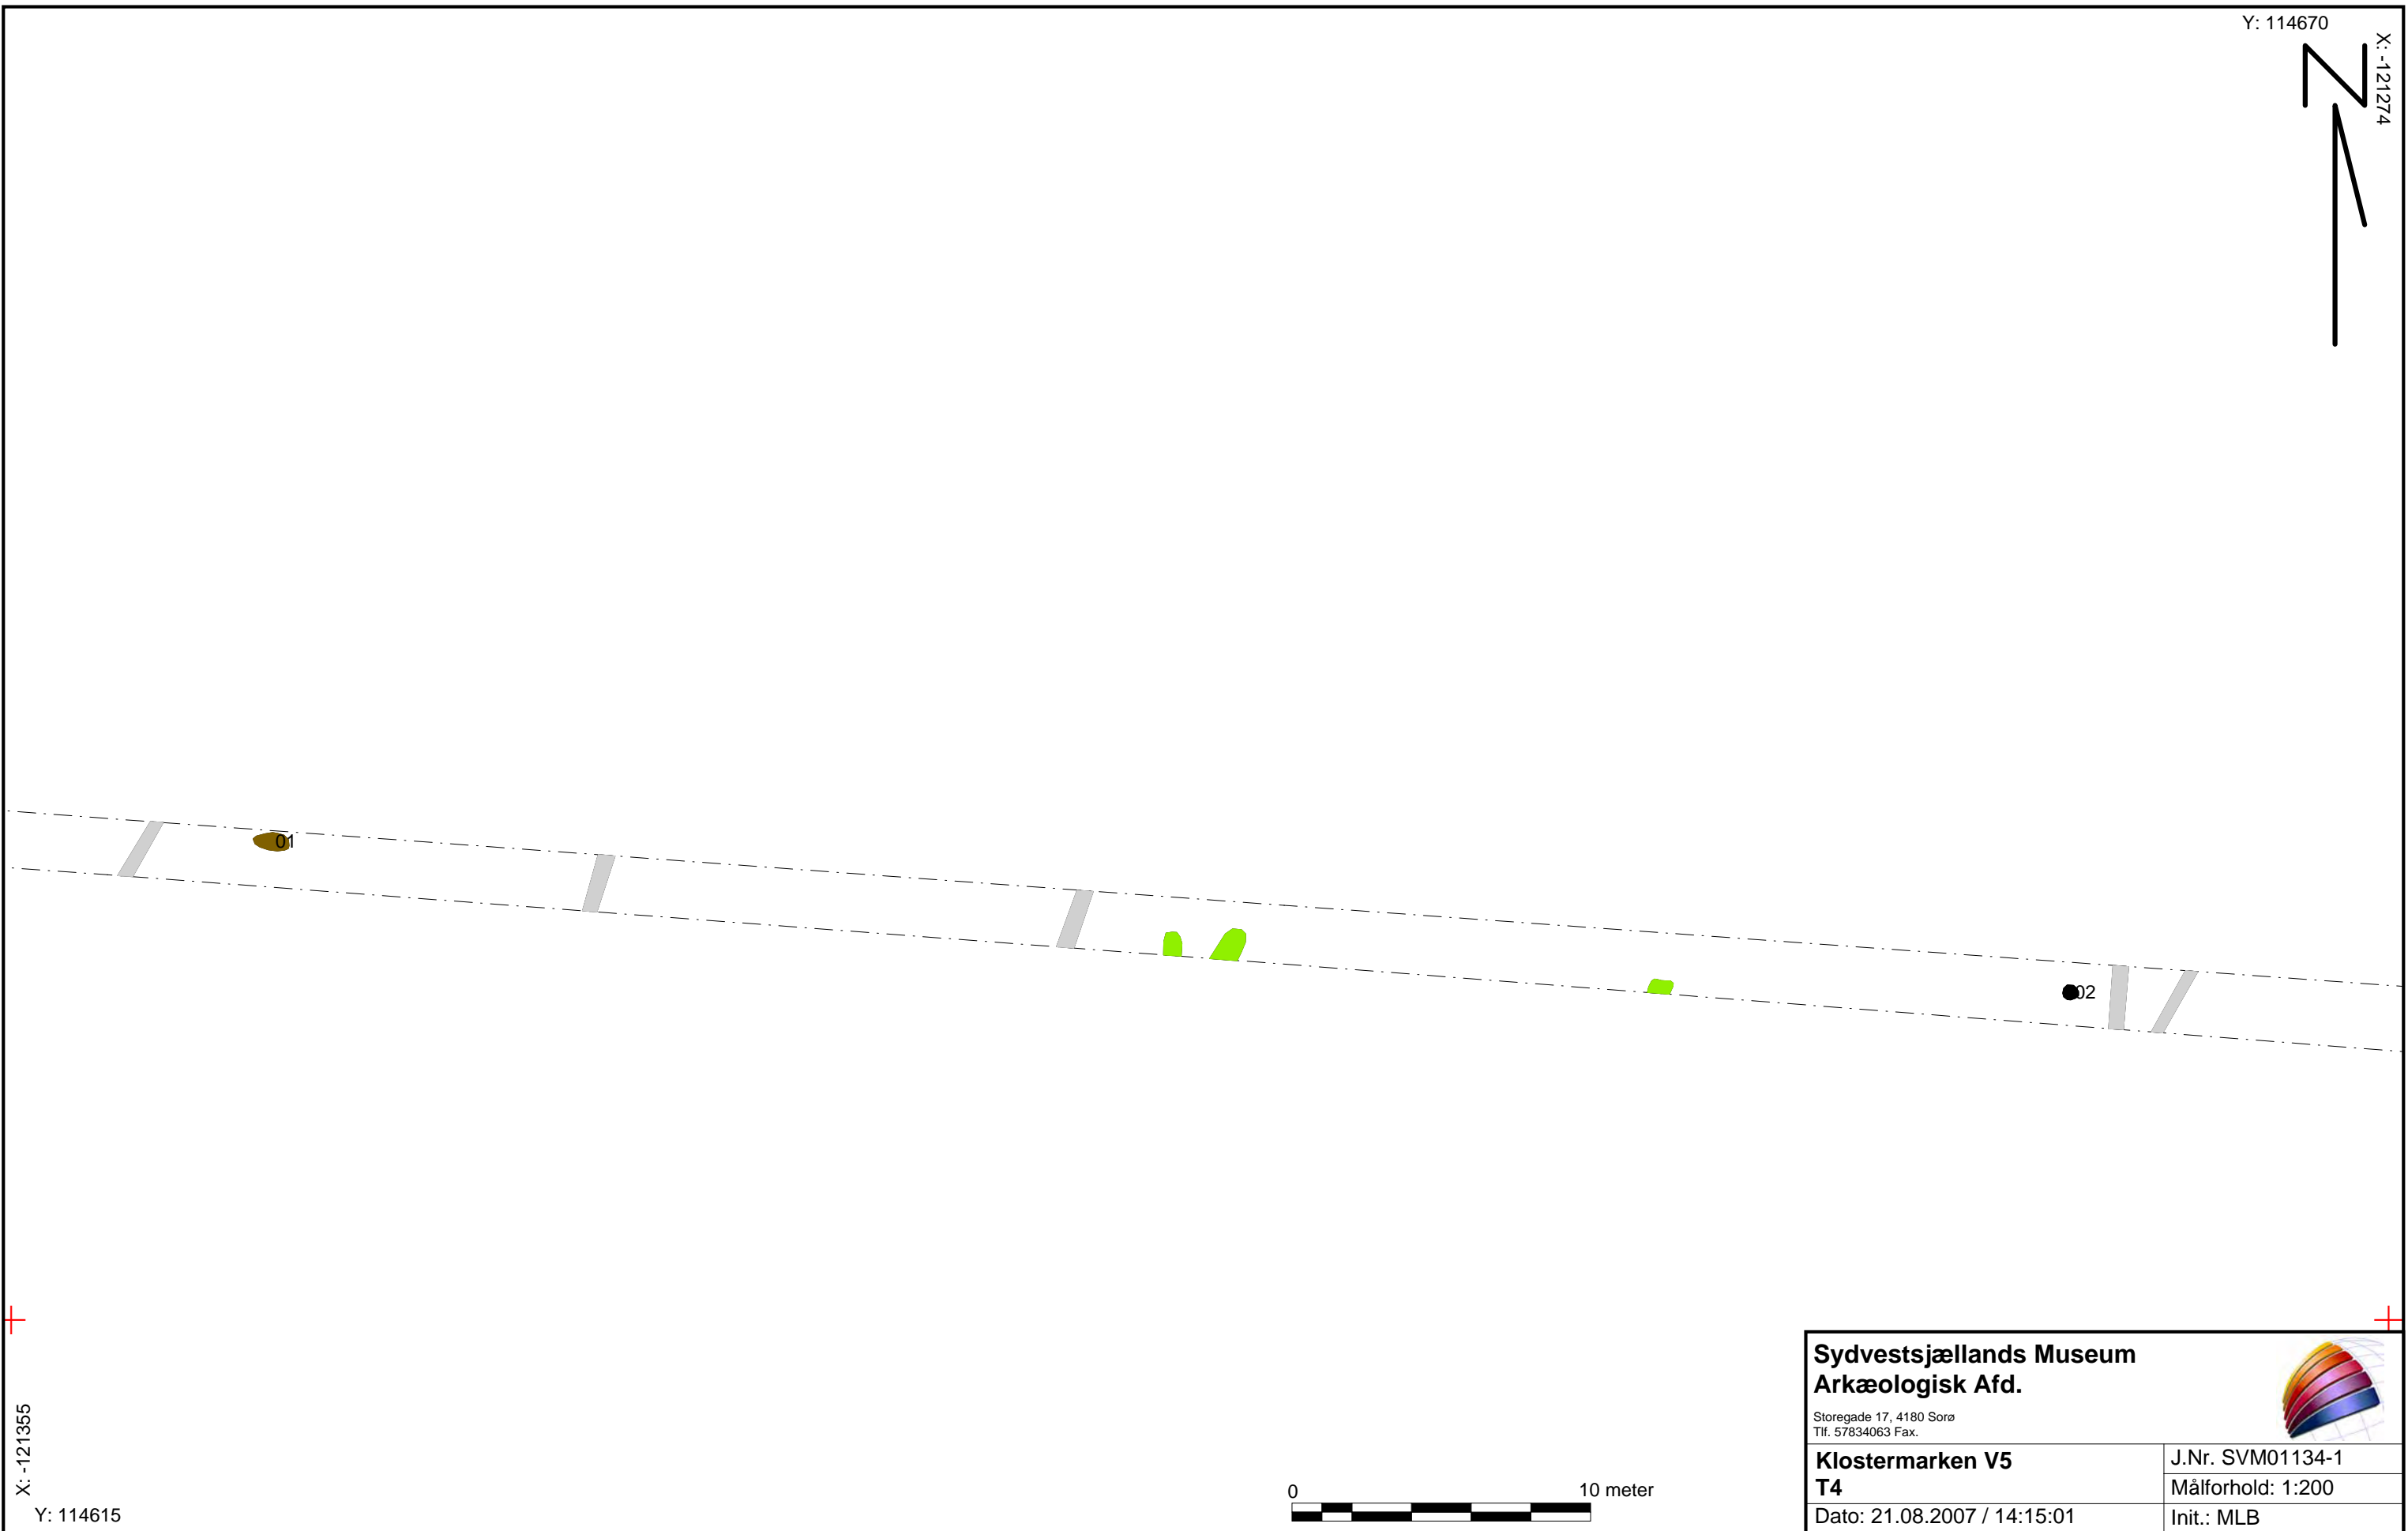 Y: 114670
X: -121274
01
02
X: -121355
Y: 114615
0
10 meter
Sydvestsjællands Museum
Arkæologisk Afd.
Storegade 17, 4180 Sorø
Tlf. 57834063 Fax.
Klostermarken V5
T4
J.Nr. SVM01134-1
Målforhold: 1:200
Dato: 21.08.2007 / 14:15:01
Init.: MLB